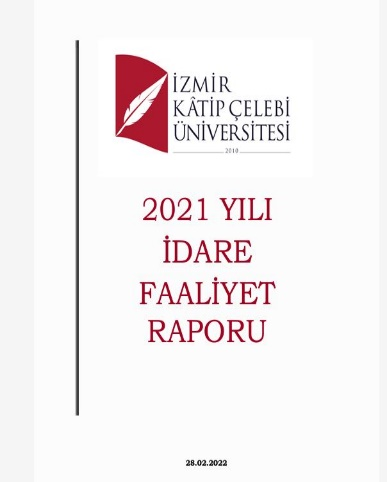 İZMİR
KÂTİP ÇELEBİ
ÜNİVERSİTESİ
2010
2021 YILI
İDARE
FAALİYET
RAPORU
28.02.2022